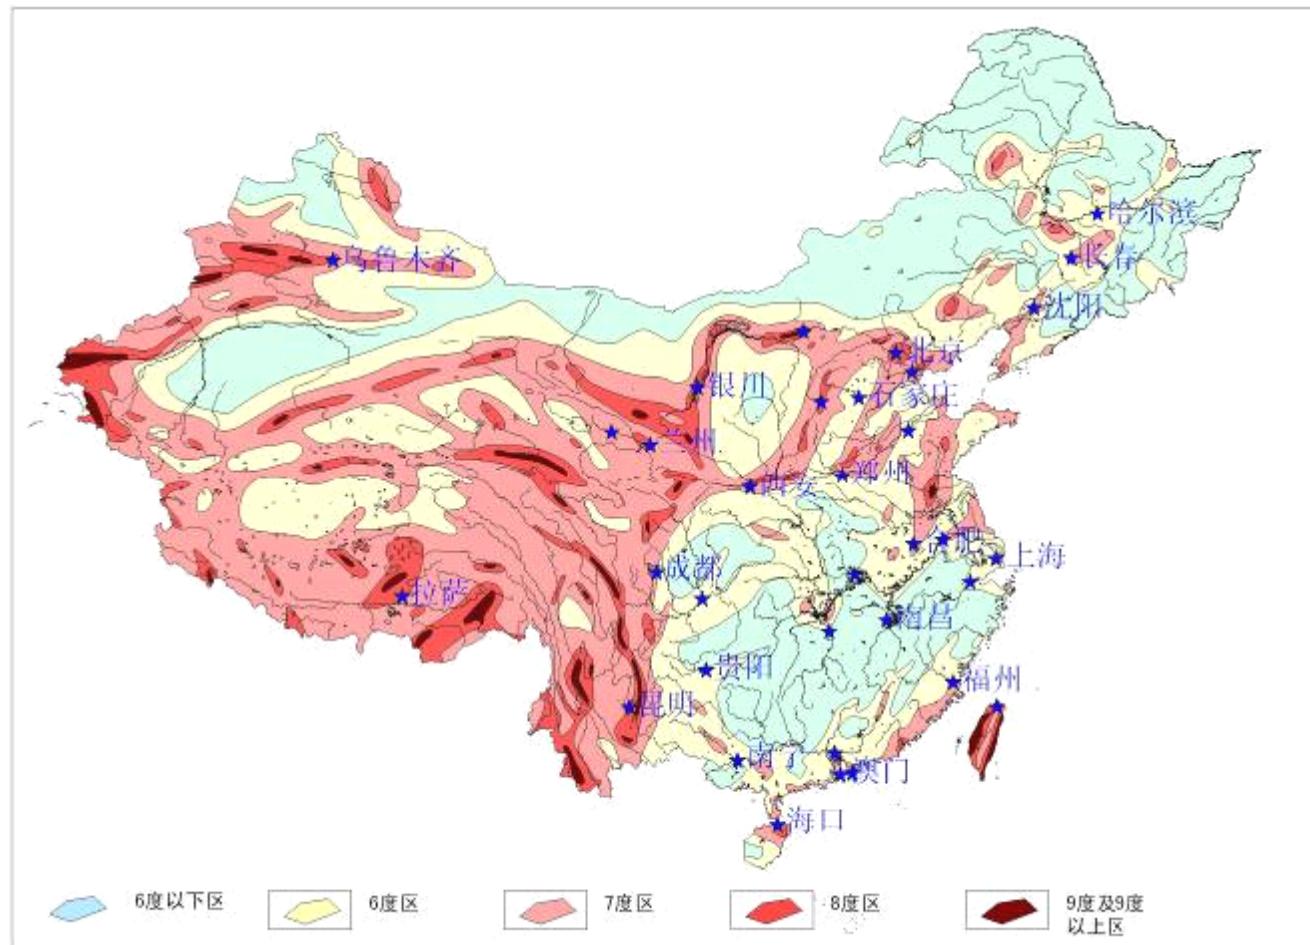 哈尔滨
长春
乌鲁木齐
沈阳
北京
银川
石家庄
兰州
郑州
西安
合肥
上海
成都
拉萨
南昌
贵阳
福州
昆明
南宁
澳门
海口
6度以下区
6度区
7度区
8度区
9度及9度
以上区